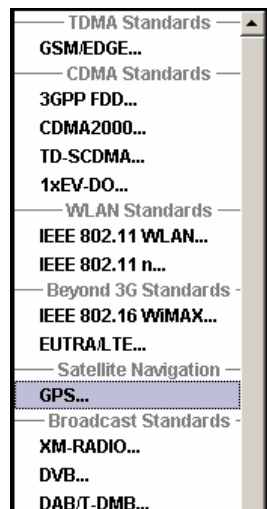 TDMA Standards
GSM/EDGE...
CDMA Standards
3GPP FDD...
CDMA2000...
TD-SCDMA...
1xEV-DO...
WLAN Standards
IEEE 802.11 WLAN...
IEEE 802.11 n...
Beyond 3G Standards
IEEE 802.16 WiMAX...
EUTRA/LTE...
Satellite Navigation
GPS...
Broadcast Standards
XM-RADIO...
DVB...
DAB/T-DMB...